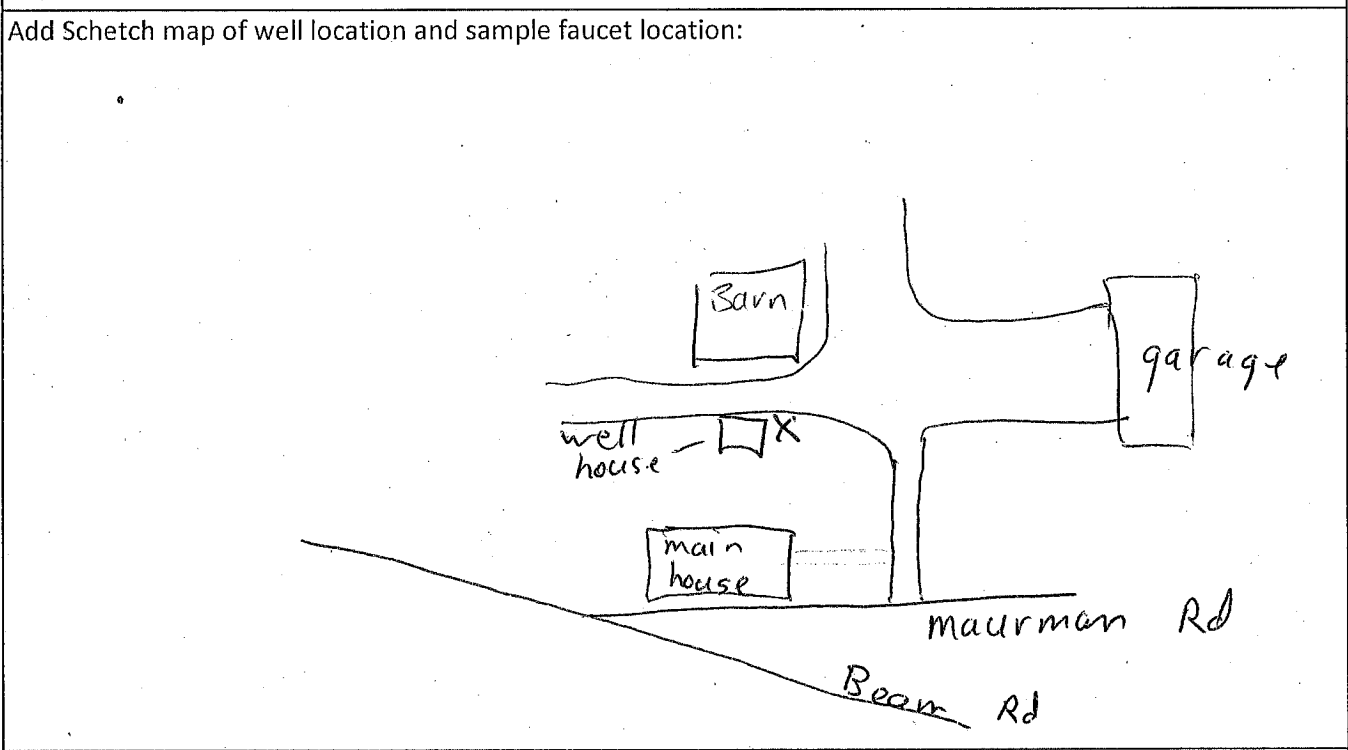 Add Schetch map of well location and sample faucet location:
Barn
garage
well
house
X
main
house
maurman Rd
Beam Rd